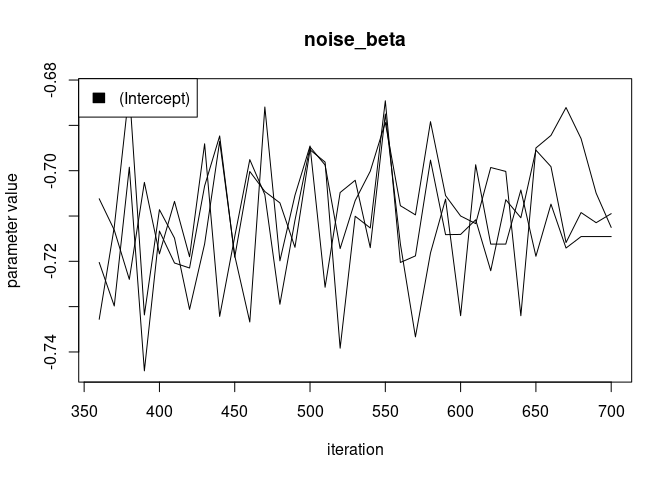 noise_beta
(Intercept)
parameter value
-0.68
-0.70
-0.72
-0.74
350 400 450 500 550 600 650 700
iteration